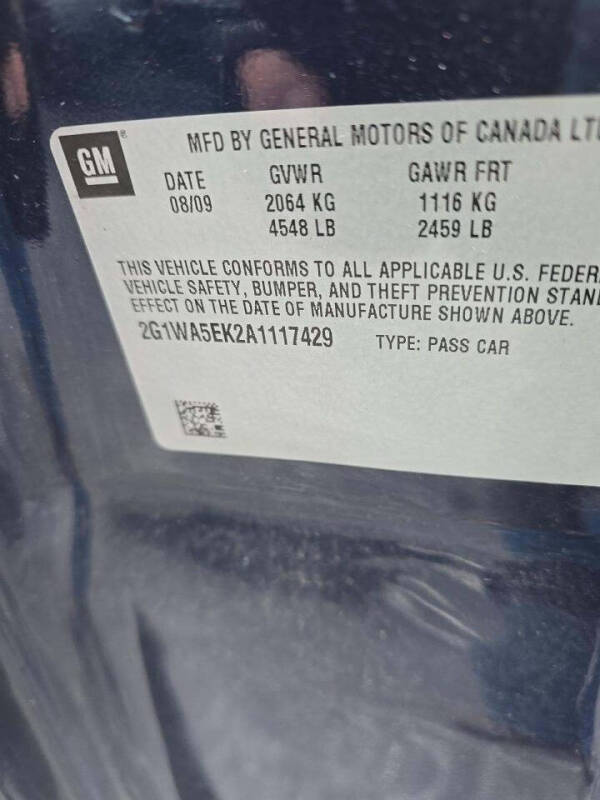 GM
MFD BY GENERAL MOTORS OF CANADA LT
DATE GVWR GAWR FRT
08/09 2064 KG 1116 KG
4548 LB 2459 LB
THIS VEHICLE CONFORMS TO ALL APPLICABLE U.S. FEDER
VEHICLE SAFETY, BUMPER, AND THEFT PREVENTION STAN
EFFECT ON THE DATE OF MANUFACTURE SHOWN ABOVE.
2G1WA5EK2A1117429 TYPE: PASS CAR